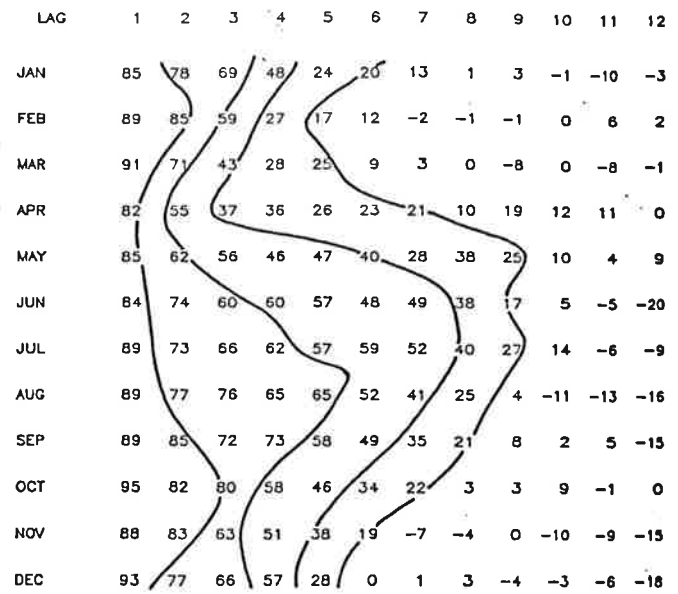 LAG 1 2 3 4 5 6 7 8 9 10 11 12
JAN 85 78 69 48 24 20 13 1 3 -1 -10 -3
FEB 89 85 59 27 17 12 -2 -1 -1 0 6 2
MAR 91 71 43 28 25 9 3 0 -8 0 -8 -1
APR 82 55 37 36 26 23 21 10 19 12 11 0
MAY 85 62 56 46 47 40 28 38 25 10 4 9
JUN 84 74 60 60 57 48 49 38 17 5 -5 -20
JUL 89 73 66 62 57 59 52 40 27 14 -6 -9
AUG 89 77 76 65 65 52 41 25 4 -11 -13 -16
SEP 89 85 72 73 58 49 35 21 8 2 5 -15
OCT 95 82 80 58 46 34 22 3 3 9 -1 0
NOV 88 83 63 51 38 19 -7 -4 0 -10 -9 -15
DEC 93 77 66 57 28 0 1 3 -4 -3 -6 -18